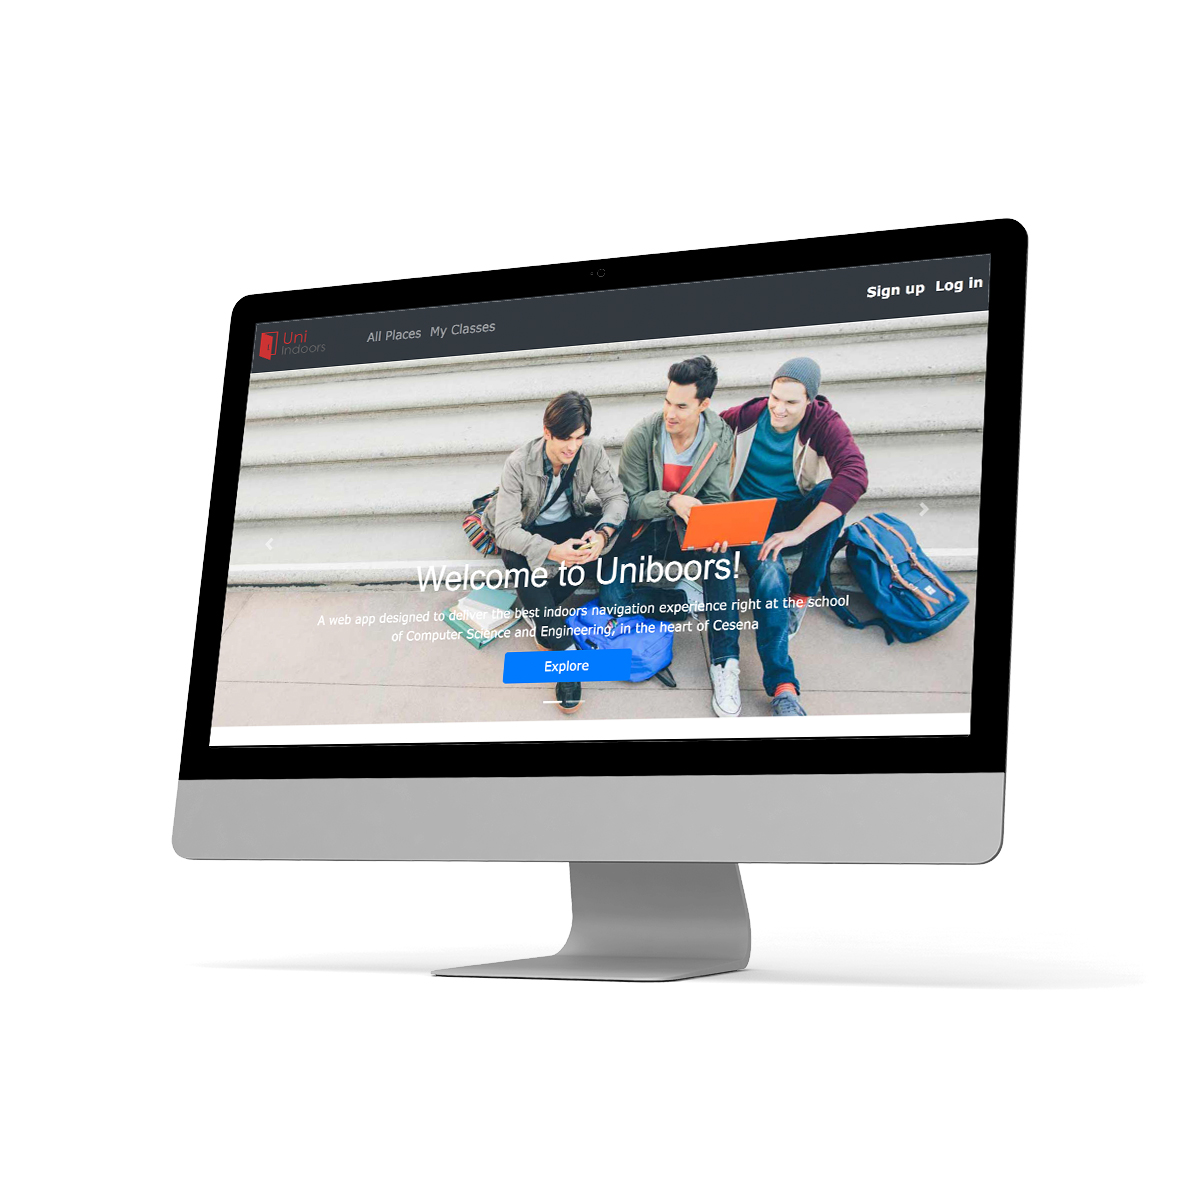 Sign up Log in
Uni
Indoors
All Places My Classes
Welcome to Uniboors!
A web app designed to deliver the best indoors navigation experience right at the school
of Computer Science and Engineering, in the heart of Cesena
Explore